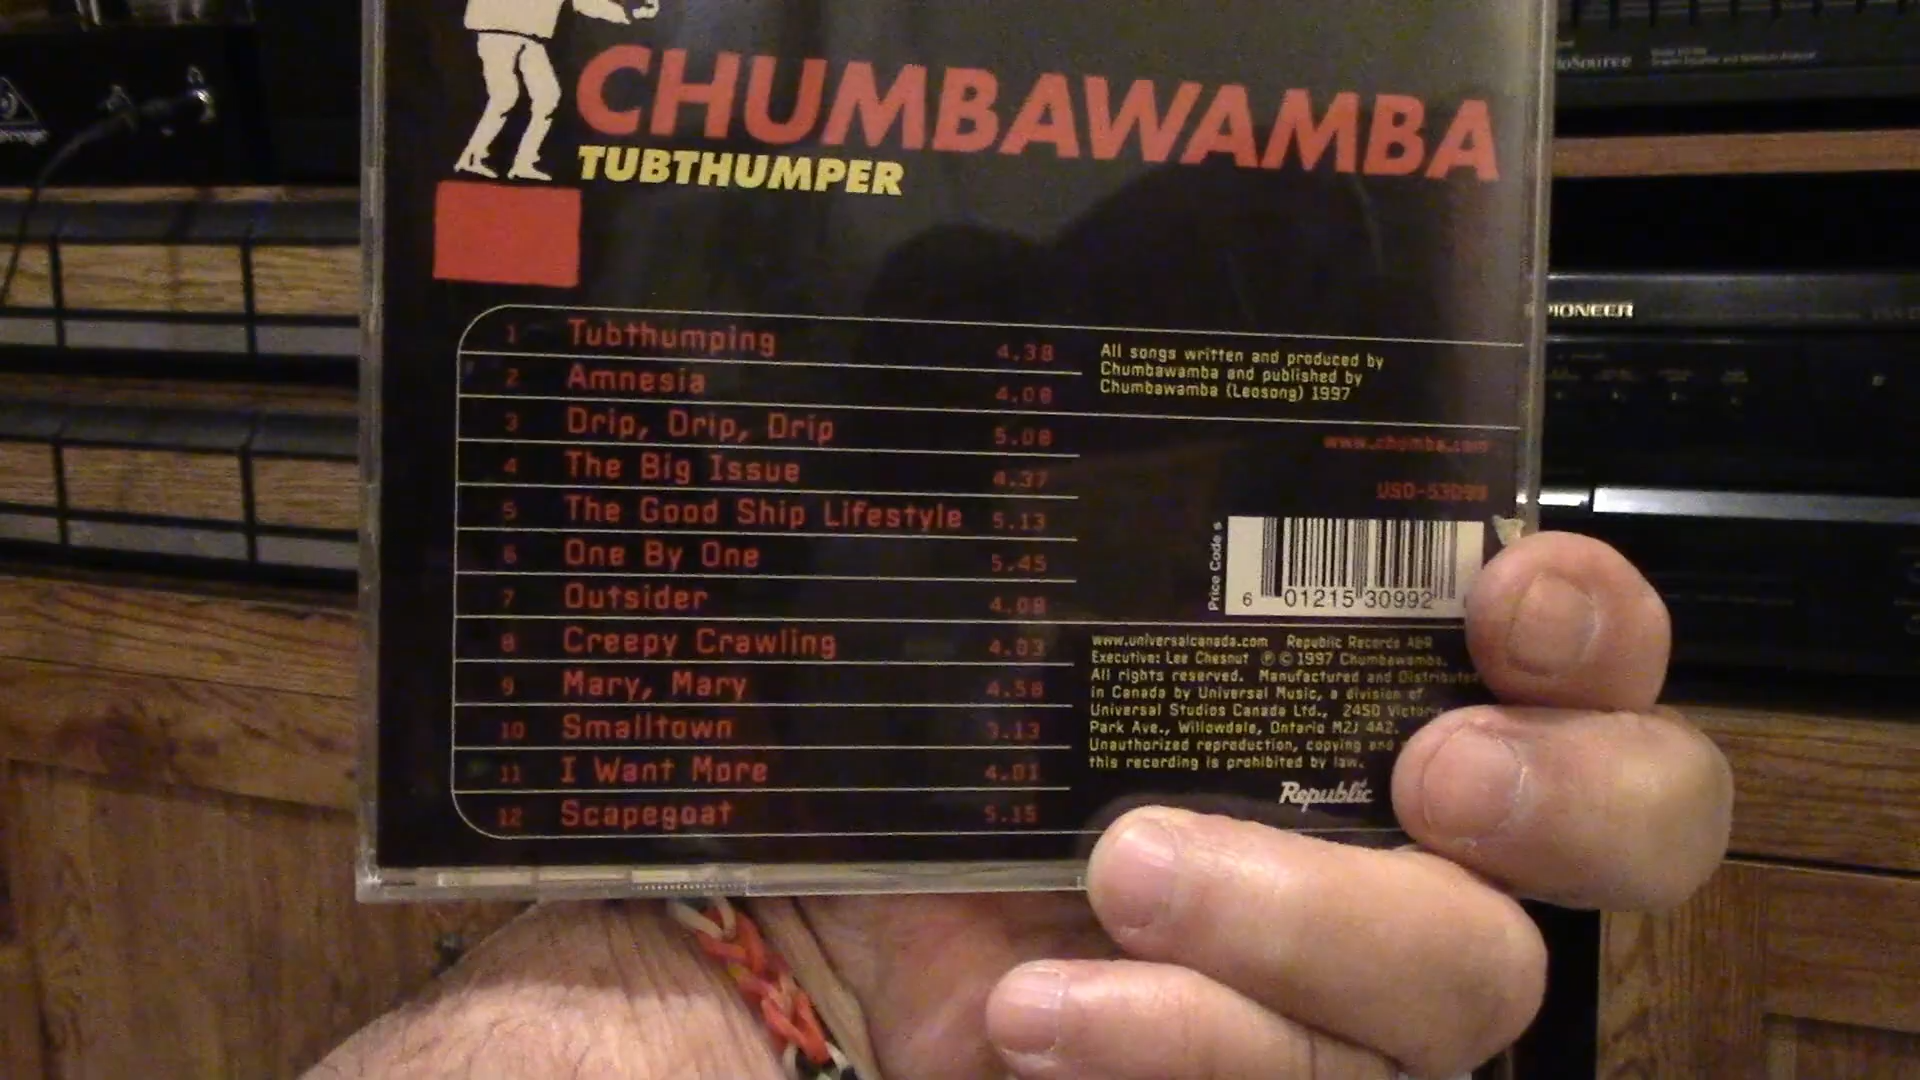 CHUMBAWAMBA
TUBTHUMPER
1 Tubthumping 4.38
2 Amnesia 4.08
3 Drip, Drip, Drip 5.08
4 The Big Issue 4.37
5 The Good Ship Lifestyle 5.13
6 One By One 5.45
7 Outsider 4.08
8 Creepy Crawling 4.03
9 Mary, Mary 4.58
10 Smalltown 3.13
11 I Want More 4.01
12 Scapegoat 5.15
All songs written and produced by
Chumbawamba and published by
Chumbawamba (Leosong) 1997
www.chumba.com
USD-53099
Price Code s
6 01215 30992
www.universalcanada.com Republic Records A&R
Executive: Lee Chesnut ℗ © 1997 Chumbawamba.
All rights reserved. Manufactured and Distributed
in Canada by Universal Music, a division of
Universal Studios Canada Ltd., 2450
Park Ave., Willowdale, Ontario M2J 4A2.
Unauthorized reproduction, copying and
this recording is prohibited by law.
Republic
PIONEER